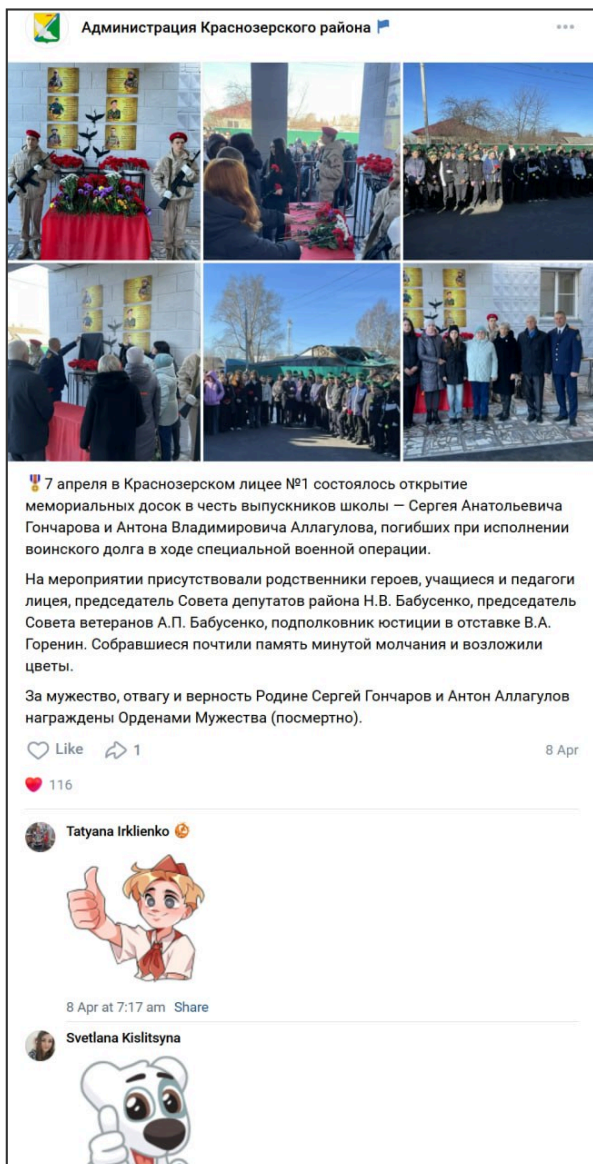 Администрация Краснозерского района
7 апреля в Краснозерском лицее №1 состоялось открытие
мемориальных досок в честь выпускников школы — Сергея Анатольевича
Гончарова и Антона Владимировича Аллагулова, погибших при исполнении
воинского долга в ходе специальной военной операции.
На мероприятии присутствовали родственники героев, учащиеся и педагоги
лицея, председатель Совета депутатов района Н.В. Бабусенко, председатель
Совета ветеранов А.П. Бабусенко, подполковник юстиции в отставке В.А.
Горенин. Собравшиеся почтили память минутой молчания и возложили
цветы.
За мужество, отвагу и верность Родине Сергей Гончаров и Антон Аллагулов
награждены Орденами Мужества (посмертно).
Like 1 8 Apr
116
Tatyana Irklienko
8 Apr at 7:17 am Share
Svetlana Kislitsyna